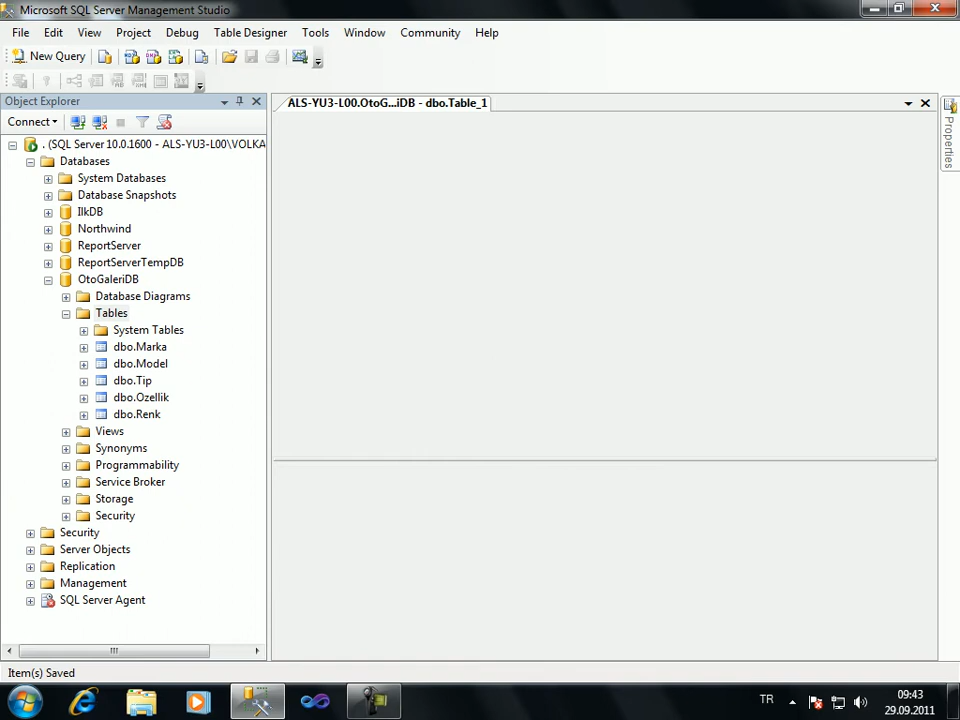 Microsoft SQL Server Management Studio
File Edit View Project Debug Table Designer Tools Window Community Help
New Query
Object Explorer
ALS-YU3-L00.OtoG...iDB - dbo.Table_1
Connect
Properties
. (SQL Server 10.0.1600 - ALS-YU3-L00\VOLKA
Databases
System Databases
Database Snapshots
IlkDB
Northwind
ReportServer
ReportServerTempDB
OtoGaleriDB
Database Diagrams
Tables
System Tables
dbo.Marka
dbo.Model
dbo.Tip
dbo.Ozellik
dbo.Renk
Views
Synonyms
Programmability
Service Broker
Storage
Security
Security
Server Objects
Replication
Management
SQL Server Agent
Item(s) Saved
TR
09:43
29.09.2011